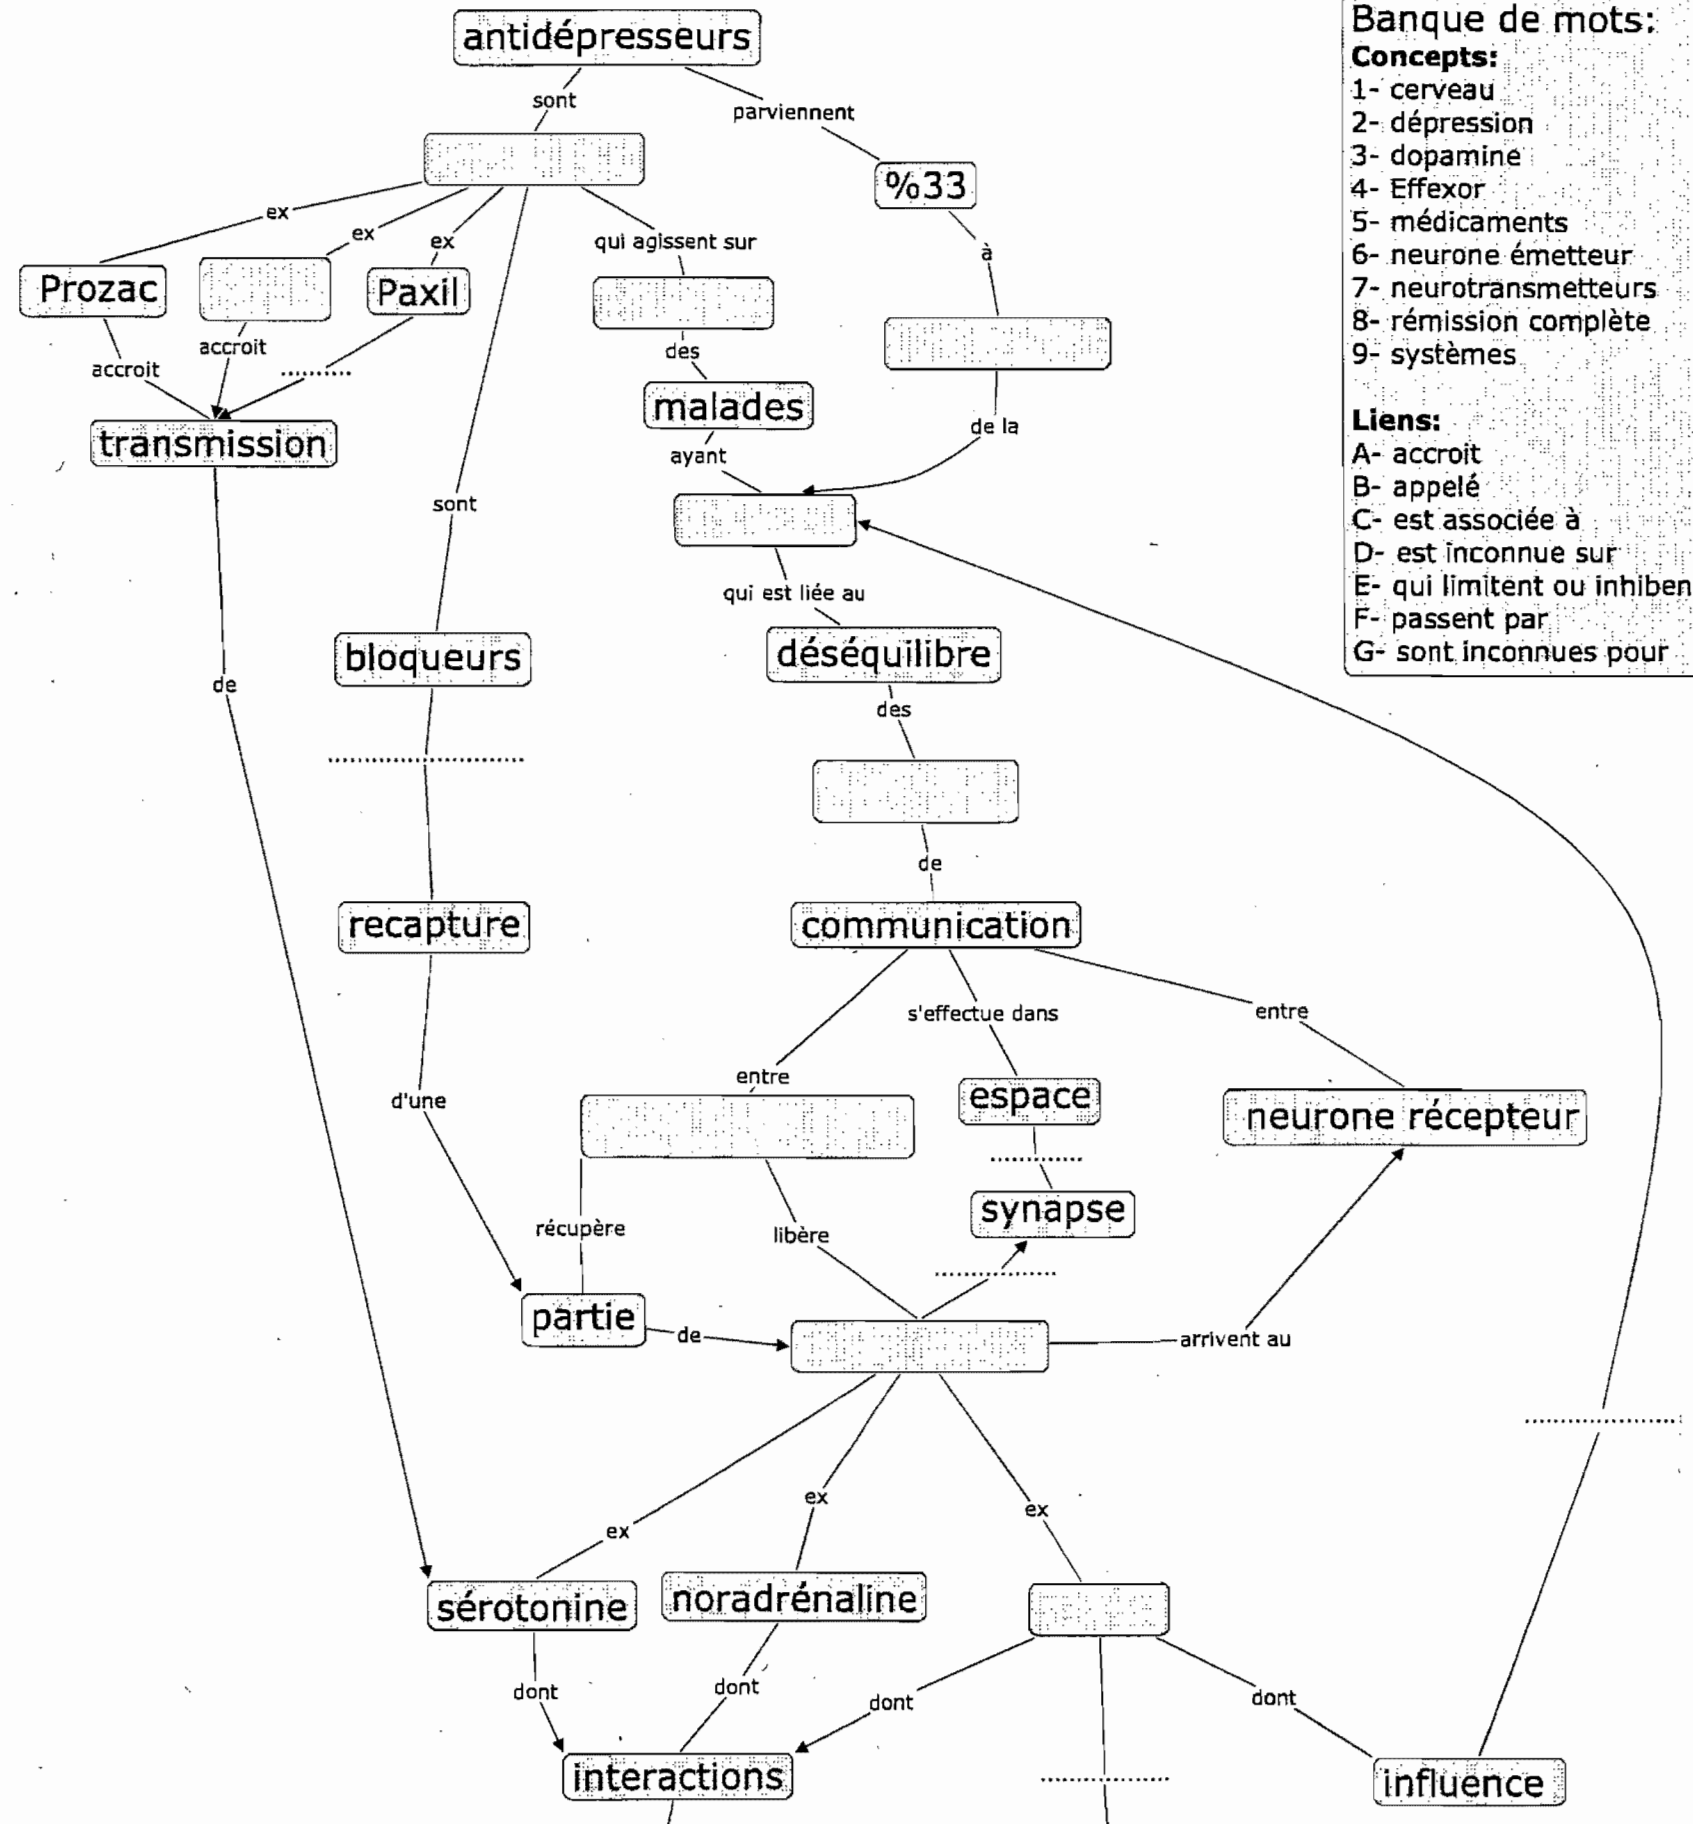 antidépresseurs
sont
parviennent
%33
ex
ex
ex
qui agissent sur
à
Prozac
Paxil
accroit
accroit
des
malades
de la
transmission
ayant
sont
qui est liée au
bloqueurs
déséquilibre
de
des
de
recapture
communication
s'effectue dans
entre
entre
d'une
espace
neurone récepteur
synapse
récupère
libère
partie
de
arrivent au
ex
ex
ex
sérotonine
noradrénaline
dont
dont
dont
dont
interactions
influence
Banque de mots:
Concepts:
1- cerveau
2- dépression
3- dopamine
4- Effexor
5- médicaments
6- neurone émetteur
7- neurotransmetteurs
8- rémission complète
9- systèmes
Liens:
A- accroit
B- appelé
C- est associée à
D- est inconnue sur
E- qui limitent ou inhiben
F- passent par
G- sont inconnues pour